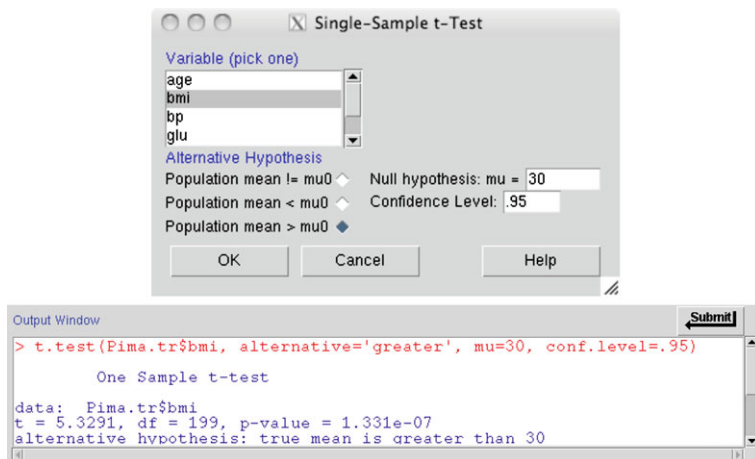 Single-Sample t-Test
Variable (pick one)
age
bmi
bp
glu
Alternative Hypothesis
Population mean != mu0
Null hypothesis: mu = 30
Population mean < mu0
Confidence Level: .95
Population mean > mu0
OK
Cancel
Help
Output Window
Submit
> t.test(Pima.tr$bmi, alternative='greater', mu=30, conf.level=.95)
One Sample t-test
data: Pima.tr$bmi
t = 5.3291, df = 199, p-value = 1.331e-07
alternative hypothesis: true mean is greater than 30